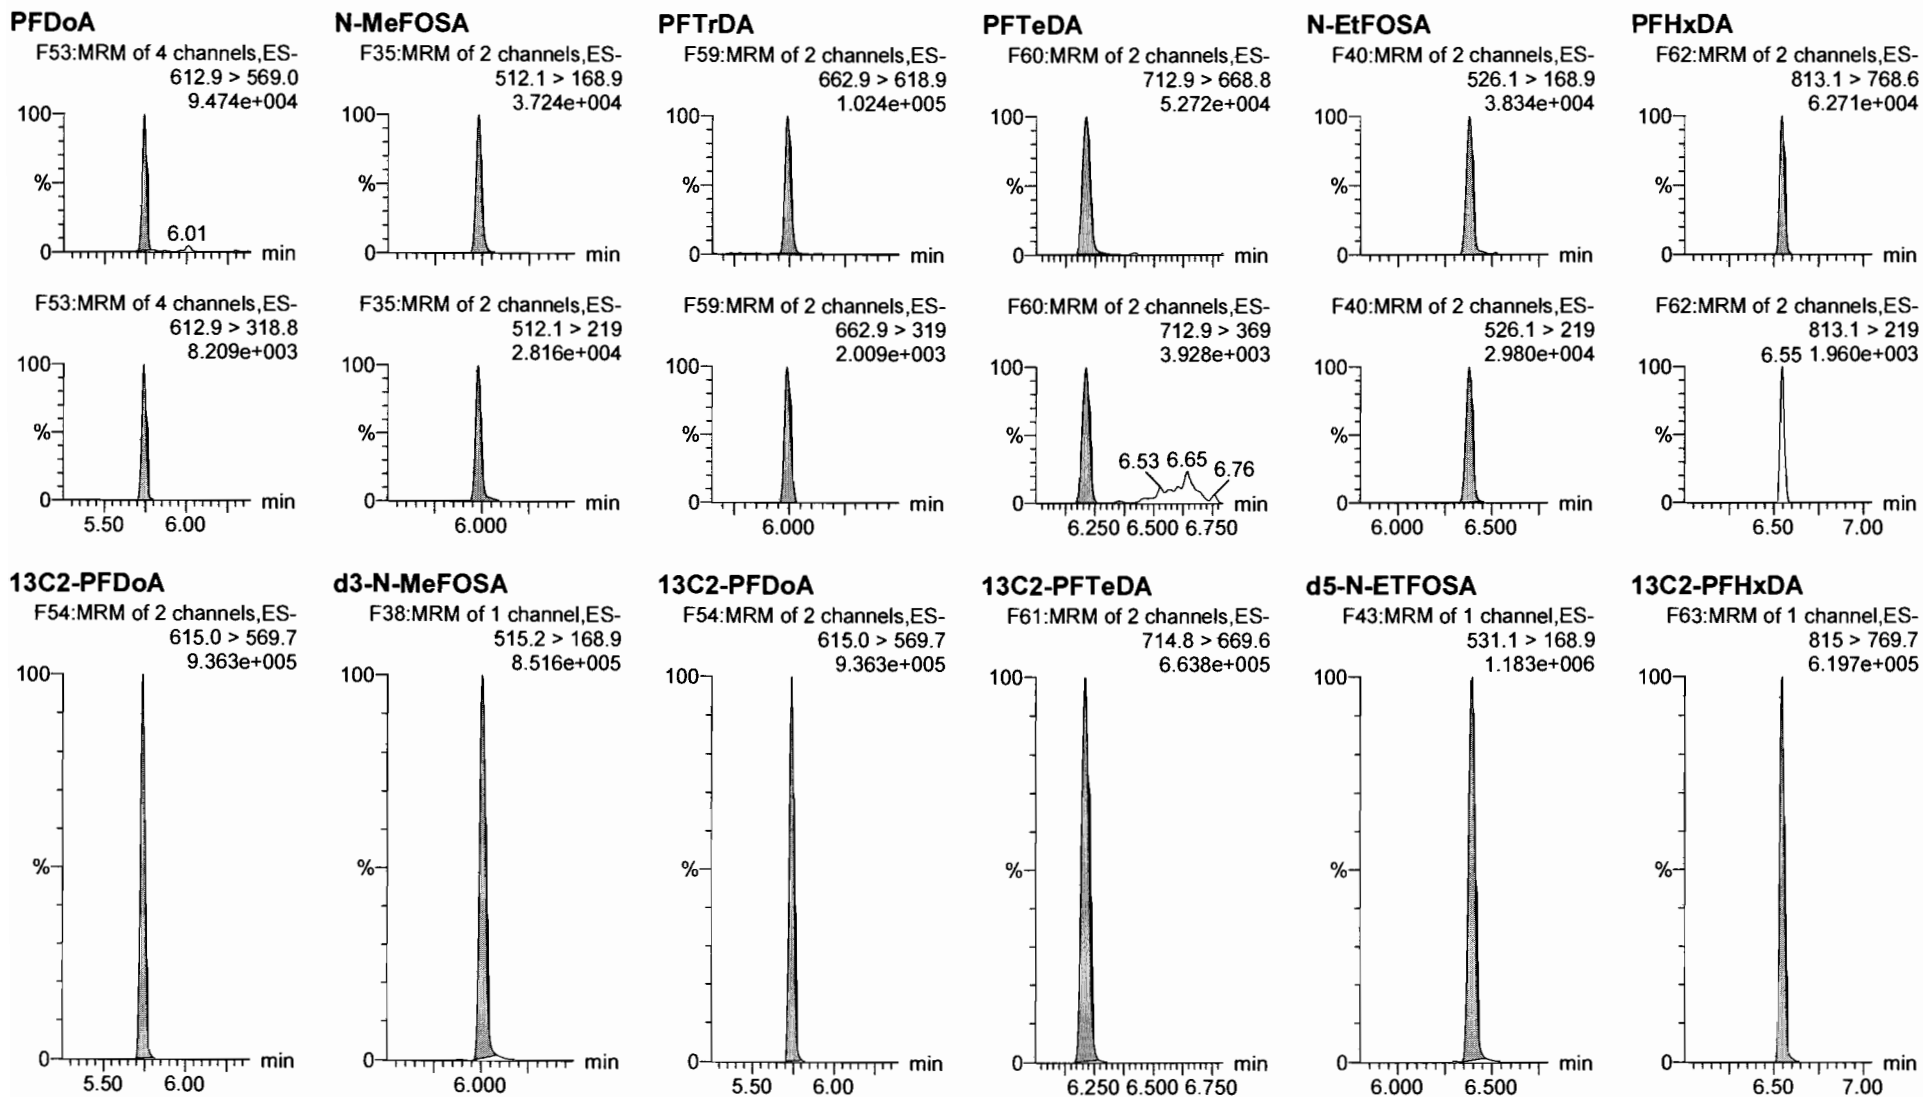 PFDoA
F53:MRM of 4 channels,ES-
612.9 > 569.0
9.474e+004
100
%
6.01
0
min
F53:MRM of 4 channels,ES-
612.9 > 318.8
8.209e+003
100
%
0
min
5.50 6.00
N-MeFOSA
F35:MRM of 2 channels,ES-
512.1 > 168.9
3.724e+004
100
%
0
min
F35:MRM of 2 channels,ES-
512.1 > 219
2.816e+004
100
%
0
min
6.000
PFTrDA
F59:MRM of 2 channels,ES-
662.9 > 618.9
1.024e+005
100
%
0
min
F59:MRM of 2 channels,ES-
662.9 > 319
2.009e+003
100
%
0
min
6.000
PFTeDA
F60:MRM of 2 channels,ES-
712.9 > 668.8
5.272e+004
100
%
0
min
F60:MRM of 2 channels,ES-
712.9 > 369
3.928e+003
100
%
6.53 6.65 6.76
0
min
6.250 6.500 6.750
N-EtFOSA
F40:MRM of 2 channels,ES-
526.1 > 168.9
3.834e+004
100
%
0
min
F40:MRM of 2 channels,ES-
526.1 > 219
2.980e+004
100
%
0
min
6.000 6.500
PFHxDA
F62:MRM of 2 channels,ES-
813.1 > 768.6
6.271e+004
100
%
0
min
F62:MRM of 2 channels,ES-
813.1 > 219
6.55 1.960e+003
100
%
0
min
6.50 7.00
13C2-PFDoA
F54:MRM of 2 channels,ES-
615.0 > 569.7
9.363e+005
100
%
0
min
5.50 6.00
d3-N-MeFOSA
F38:MRM of 1 channel,ES-
515.2 > 168.9
8.516e+005
100
%
0
min
6.000
13C2-PFDoA
F54:MRM of 2 channels,ES-
615.0 > 569.7
9.363e+005
100
%
0
min
5.50 6.00
13C2-PFTeDA
F61:MRM of 2 channels,ES-
714.8 > 669.6
6.638e+005
100
%
0
min
6.250 6.500 6.750
d5-N-ETFOSA
F43:MRM of 1 channel,ES-
531.1 > 168.9
1.183e+006
100
%
0
min
6.000 6.500
13C2-PFHxDA
F63:MRM of 1 channel,ES-
815 > 769.7
6.197e+005
100
%
0
min
6.50 7.00